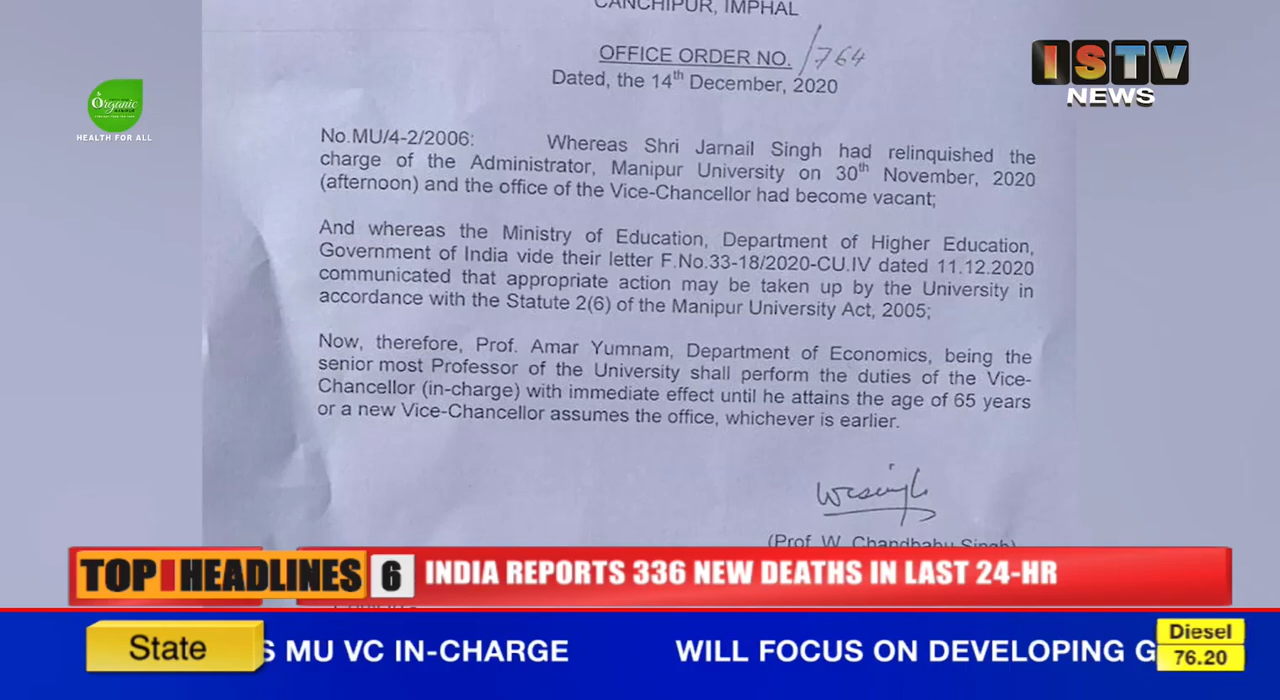 CANCHIPUR, IMPHAL
OFFICE ORDER NO. /764
Dated, the 14th December, 2020
ISTV
NEWS
Organic
HEALTH FOR ALL
No.MU/4-2/2006: Whereas Shri Jarnail Singh had relinquished the
charge of the Administrator, Manipur University on 30th November, 2020
(afternoon) and the office of the Vice-Chancellor had become vacant;
And whereas the Ministry of Education, Department of Higher Education,
Government of India vide their letter F.No.33-18/2020-CU.IV dated 11.12.2020
communicated that appropriate action may be taken up by the University in
accordance with the Statute 2(6) of the Manipur University Act, 2005;
Now, therefore, Prof. Amar Yumnam, Department of Economics, being the
senior most Professor of the University shall perform the duties of the Vice-
Chancellor (in-charge) with immediate effect until he attains the age of 65 years
or a new Vice-Chancellor assumes the office, whichever is earlier.
(Prof. W. Chandbabu Singh)
TOP HEADLINES 6 INDIA REPORTS 336 NEW DEATHS IN LAST 24-HR
State S MU VC IN-CHARGE WILL FOCUS ON DEVELOPING G
Diesel
76.20